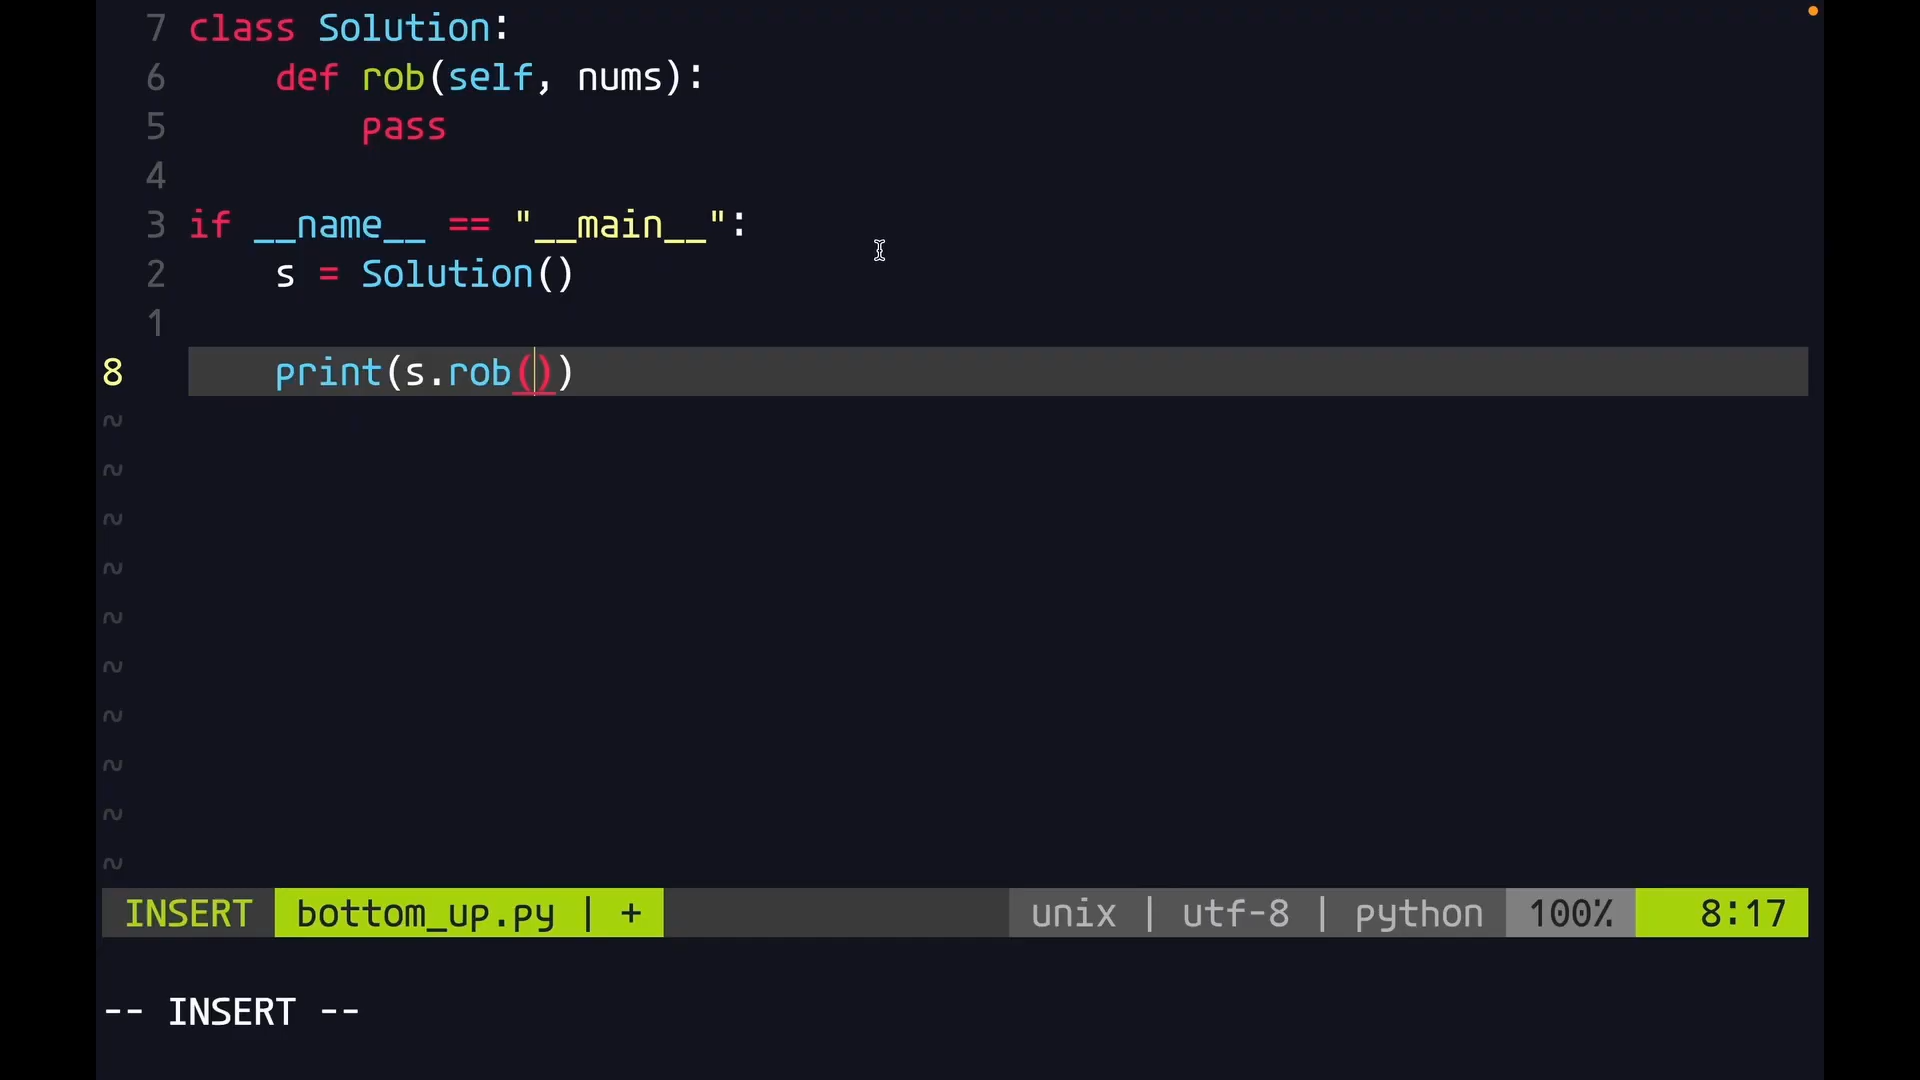 7 class Solution:
6     def rob(self, nums):
5         pass
4
3 if __name__ == "__main__":
2     s = Solution()
1
8     print(s.rob())
~
~
~
~
~
~
~
~
~
~
INSERT bottom_up.py | + unix | utf-8 | python 100% 8:17
-- INSERT --